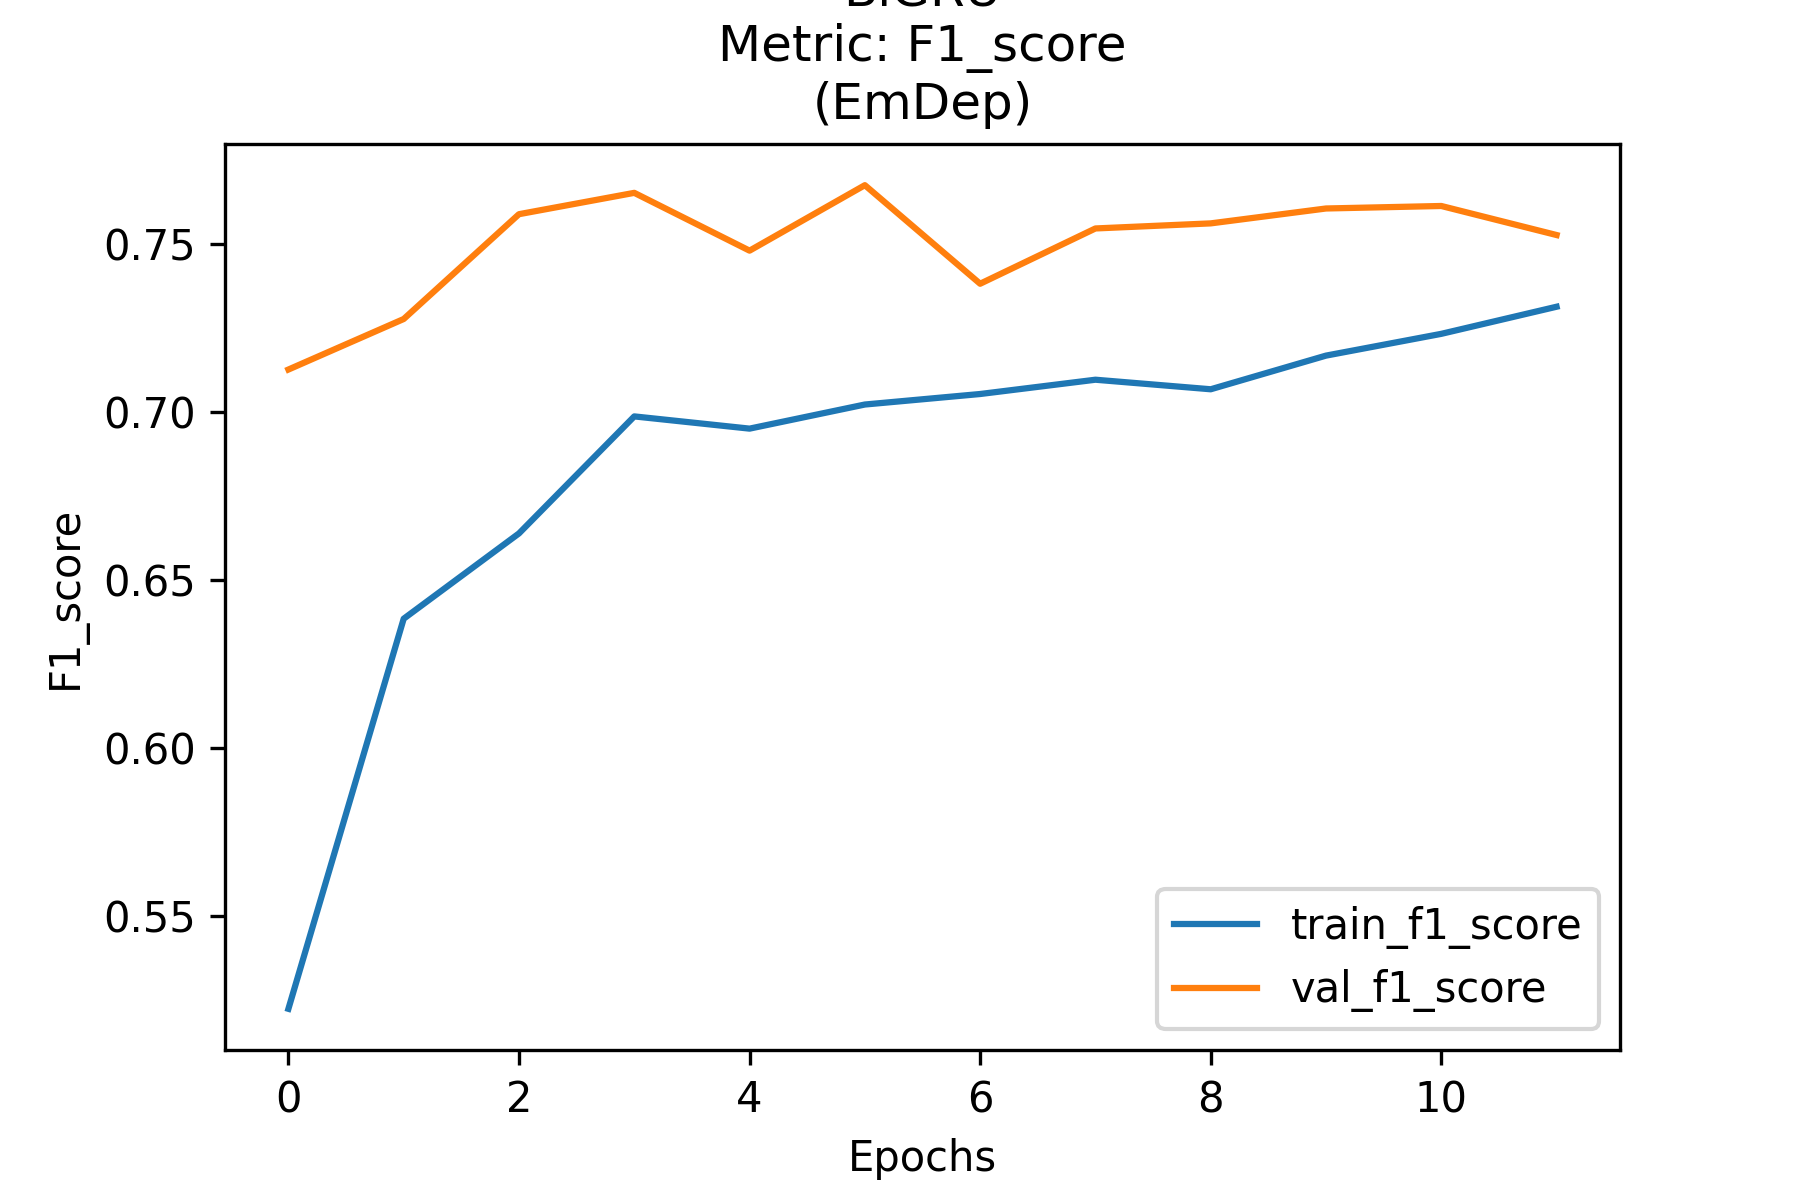 Metric: F1_score
(EmDep)
F1_score
0.75
0.70
0.65
0.60
0.55
train_f1_score
val_f1_score
0 2 4 6 8 10
Epochs